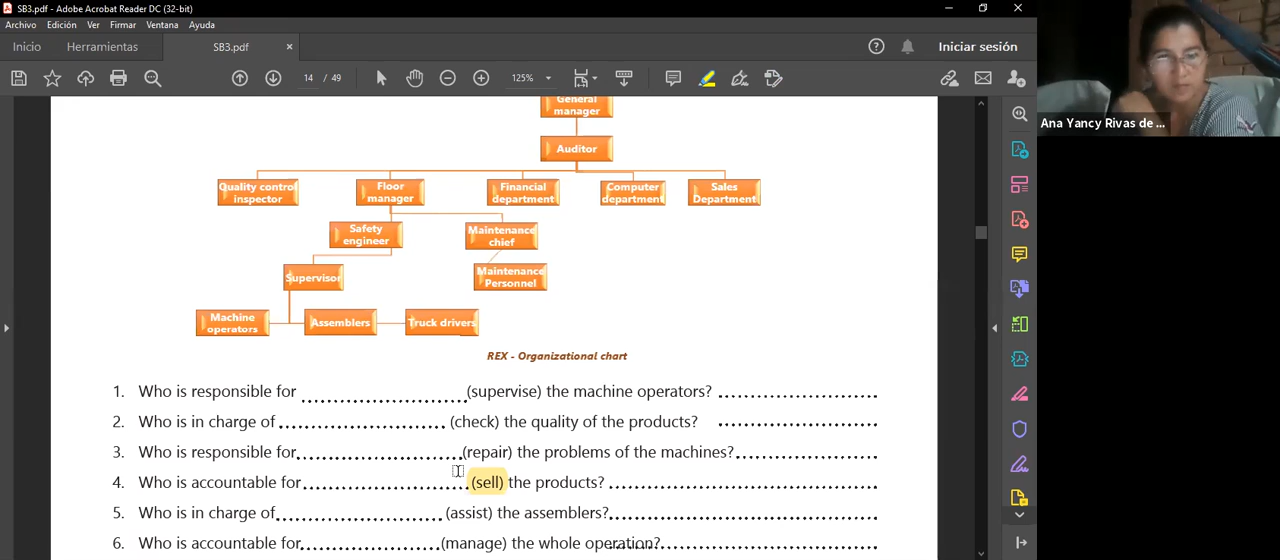 SB3.pdf - Adobe Acrobat Reader DC (32-bit)
Archivo Edición Ver Firmar Ventana Ayuda
Inicio Herramientas SB3.pdf × Iniciar sesión
14 / 49 125%
Ana Yancy Rivas de ...
General manager
Auditor
Quality control inspector
Floor manager
Financial department
Computer department
Sales Department
Safety engineer
Maintenance chief
Supervisor
Maintenance Personnel
Machine operators
Assemblers
Truck drivers
REX - Organizational chart
1. Who is responsible for ................................(supervise) the machine operators? ................................
2. Who is in charge of ................................ (check) the quality of the products? ................................
3. Who is responsible for................................(repair) the problems of the machines?................................
4. Who is accountable for................................(sell) the products? ................................
5. Who is in charge of................................ (assist) the assemblers?................................
6. Who is accountable for................................(manage) the whole operation?................................